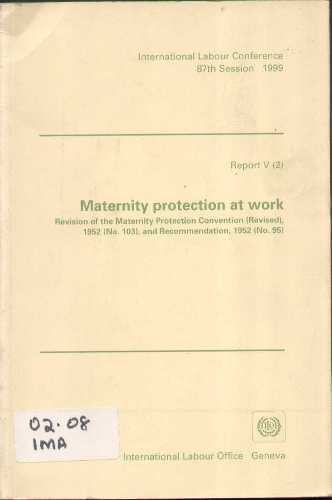 International Labour Conference
87th Session 1999
Report V (2)
Maternity protection at work
Revision of the Maternity Protection Convention (Revised),
1952 (No. 103), and Recommendation, 1952 (No. 95)
02.08
IMA
International Labour Office Geneva